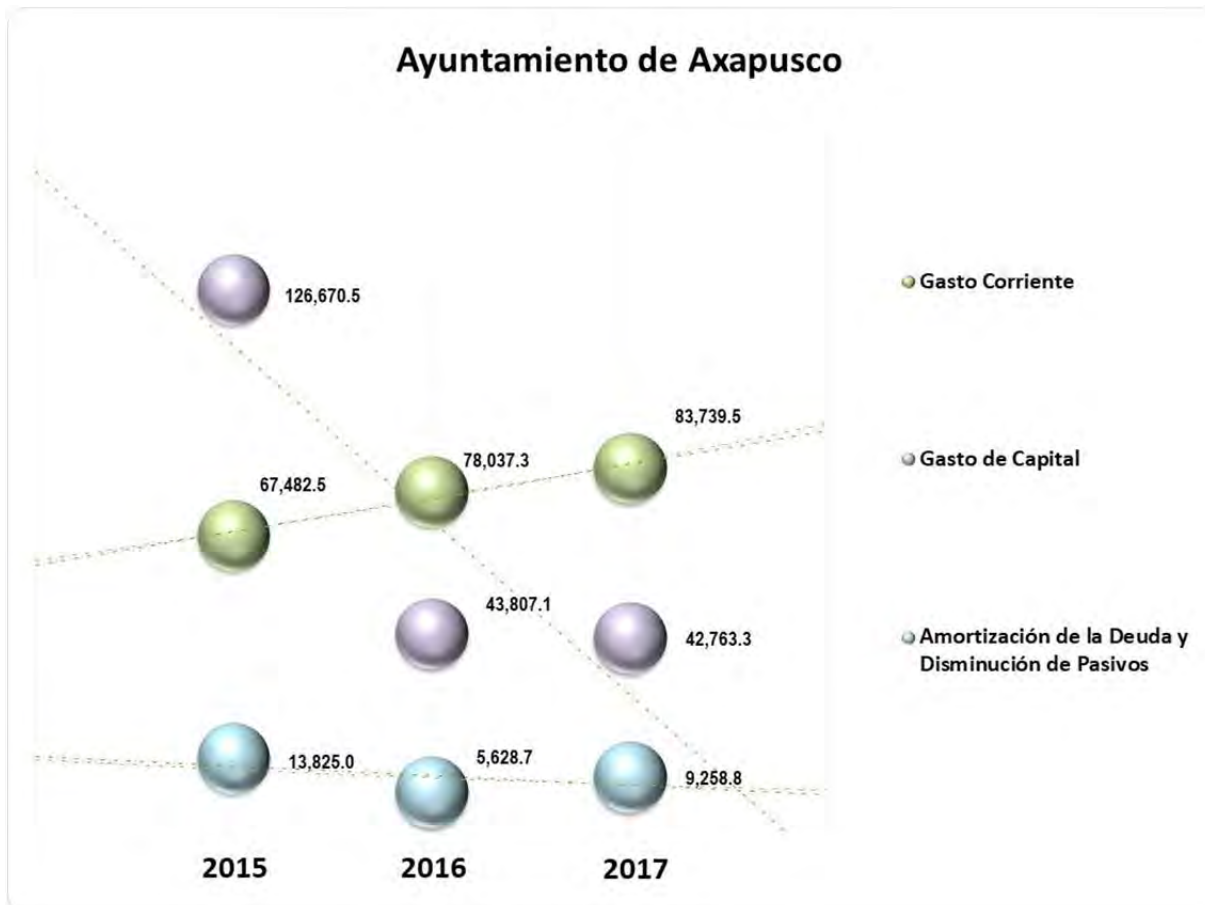 Ayuntamiento de Axapusco
126,670.5
67,482.5
78,037.3
83,739.5
43,807.1
42,763.3
13,825.0
5,628.7
9,258.8
2015
2016
2017
Gasto Corriente
Gasto de Capital
Amortización de la Deuda y
Disminución de Pasivos